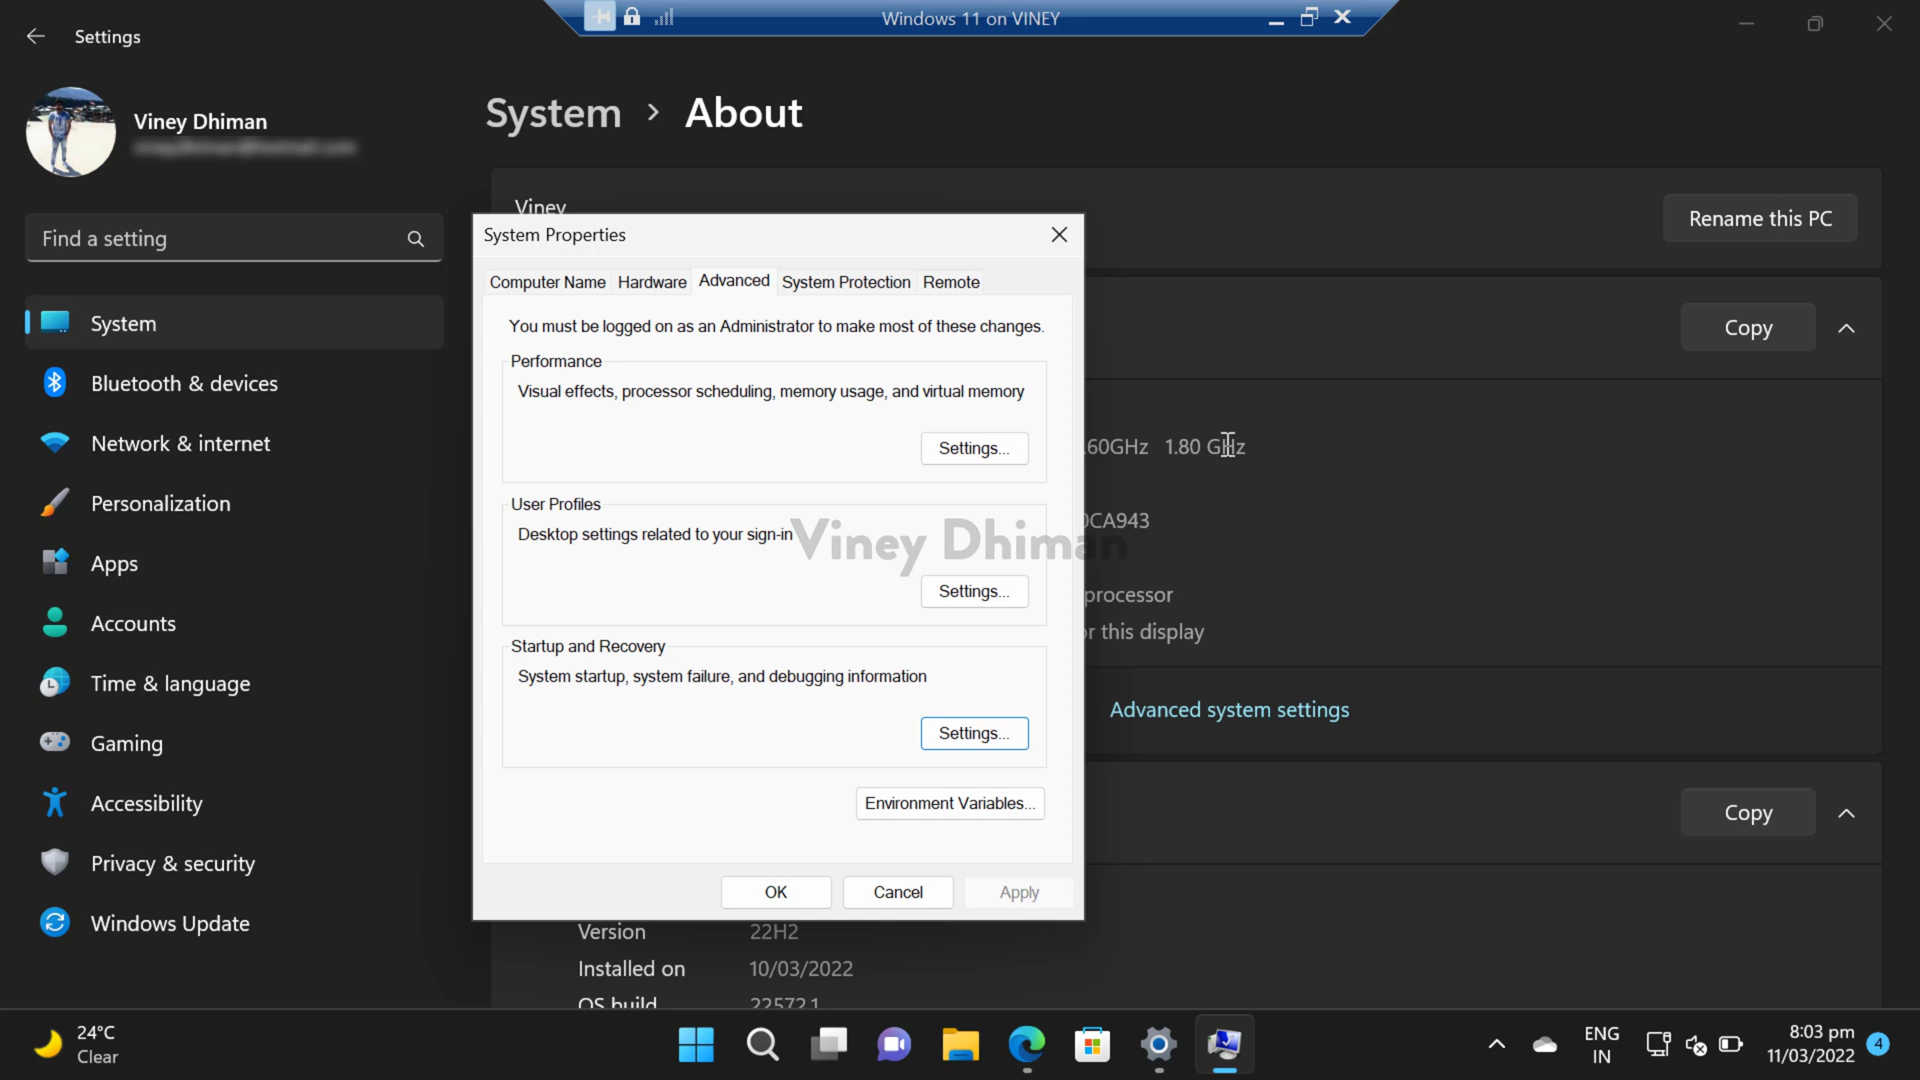 Windows 11 on VINEY
Settings
Viney Dhiman
System > About
Viney
Rename this PC
Find a setting
System
Bluetooth & devices
Network & internet
Personalization
Apps
Accounts
Time & language
Gaming
Accessibility
Privacy & security
Windows Update
System Properties
Computer Name Hardware Advanced System Protection Remote
You must be logged on as an Administrator to make most of these changes.
Performance
Visual effects, processor scheduling, memory usage, and virtual memory
Settings...
User Profiles
Desktop settings related to your sign-in
Settings...
Startup and Recovery
System startup, system failure, and debugging information
Settings...
Environment Variables...
OK Cancel Apply
Viney Dhiman
Copy
.60GHz 1.80 GHz
CA943
processor
this display
Advanced system settings
Copy
Version 22H2
Installed on 10/03/2022
OS build 22572.1
24°C
Clear
ENG
IN
8:03 pm
11/03/2022
4